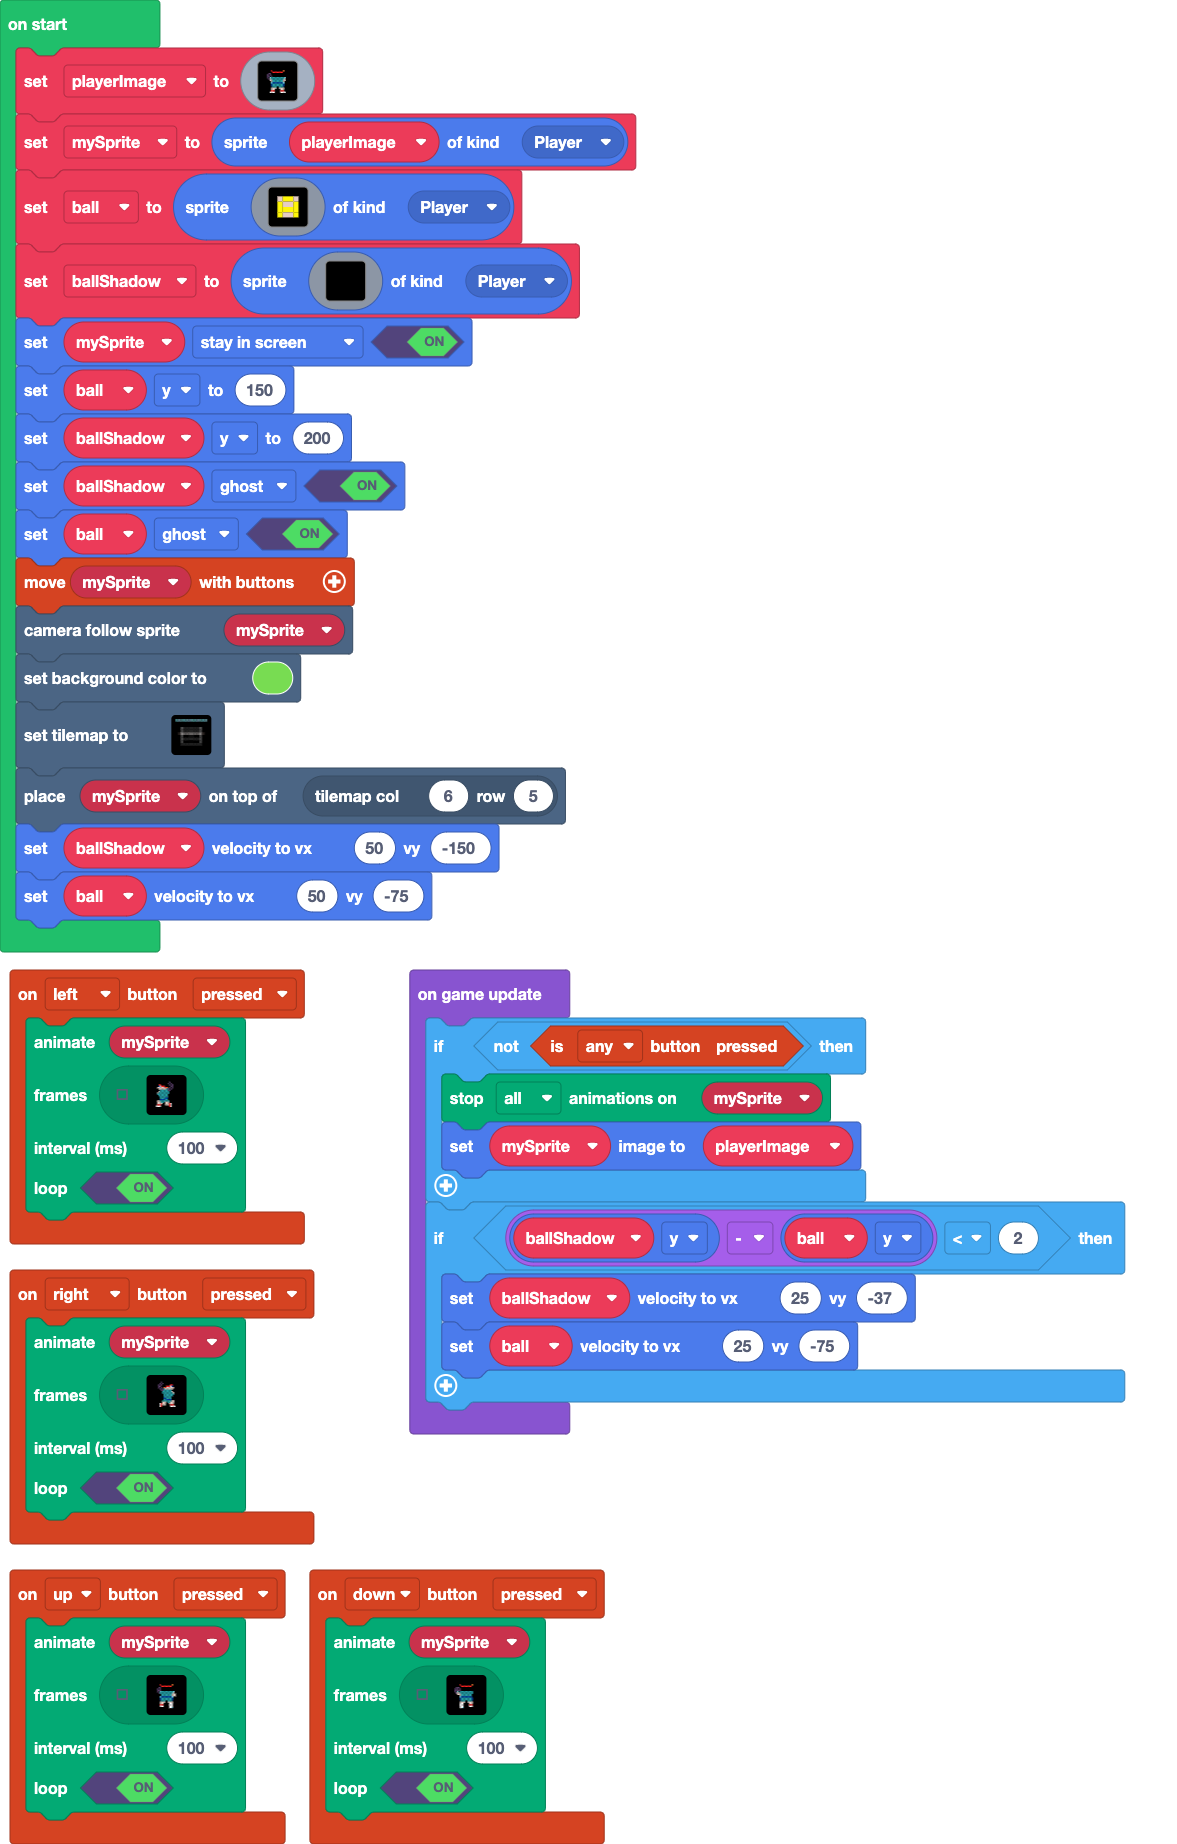 on start
set playerImage to
set mySprite to sprite playerImage of kind Player
set ball to sprite of kind Player
set ballShadow to sprite of kind Player
set mySprite stay in screen ON
set ball y to 150
set ballShadow y to 200
set ballShadow ghost ON
set ball ghost ON
move mySprite with buttons
camera follow sprite mySprite
set background color to
set tilemap to
place mySprite on top of tilemap col 6 row 5
set ballShadow velocity to vx 50 vy -150
set ball velocity to vx 50 vy -75
on left button pressed
animate mySprite
frames
interval (ms) 100
loop ON
on game update
if not is any button pressed then
stop all animations on mySprite
set mySprite image to playerImage
if ballShadow y - ball y < 2 then
set ballShadow velocity to vx 25 vy -37
set ball velocity to vx 25 vy -75
on right button pressed
animate mySprite
frames
interval (ms) 100
loop ON
on up button pressed
animate mySprite
frames
interval (ms) 100
loop ON
on down button pressed
animate mySprite
frames
interval (ms) 100
loop ON